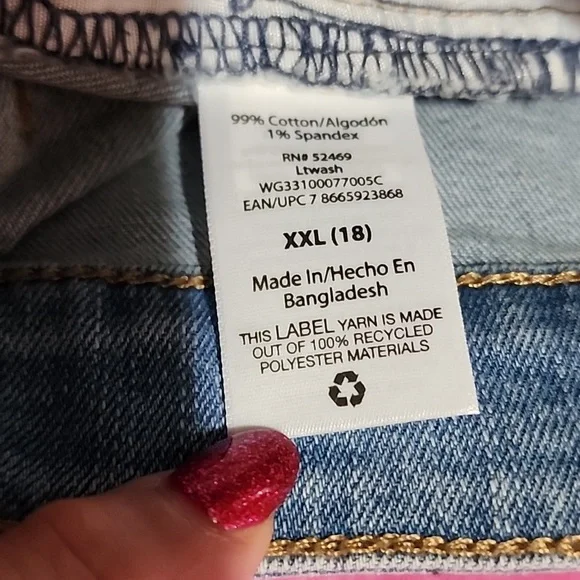 99% Cotton/Algodón
1% Spandex
RN# 52469
Ltwash
WG33100077005C
EAN/UPC 7 8665923868
XXL (18)
Made In/Hecho En
Bangladesh
THIS LABEL YARN IS MADE
OUT OF 100% RECYCLED
POLYESTER MATERIALS